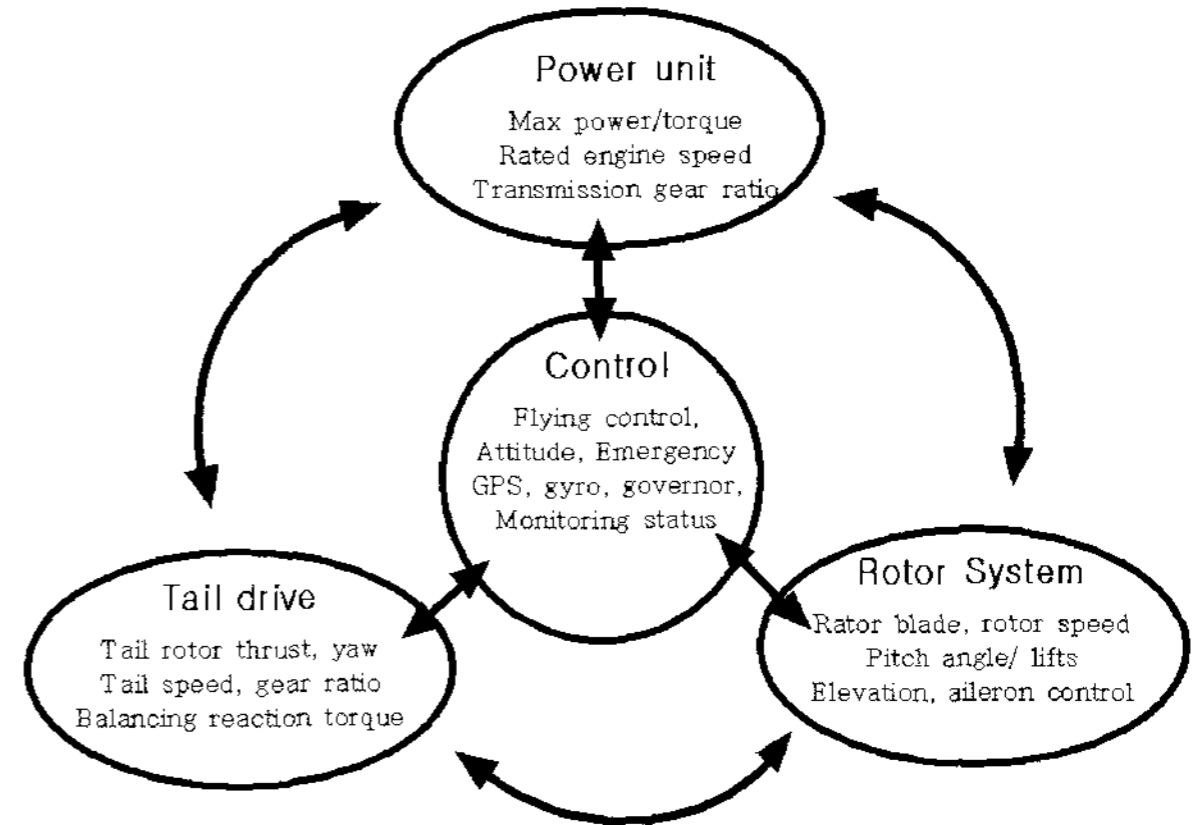 Power unit
Max power/torque
Rated engine speed
Transmission gear ratio
Control
Flying control,
Attitude, Emergency
GPS, gyro, governor,
Monitoring status
Tail drive
Tail rotor thrust, yaw
Tail speed, gear ratio
Balancing reaction torque
Rotor System
Rator blade, rotor speed
Pitch angle/ lifts
Elevation, aileron control